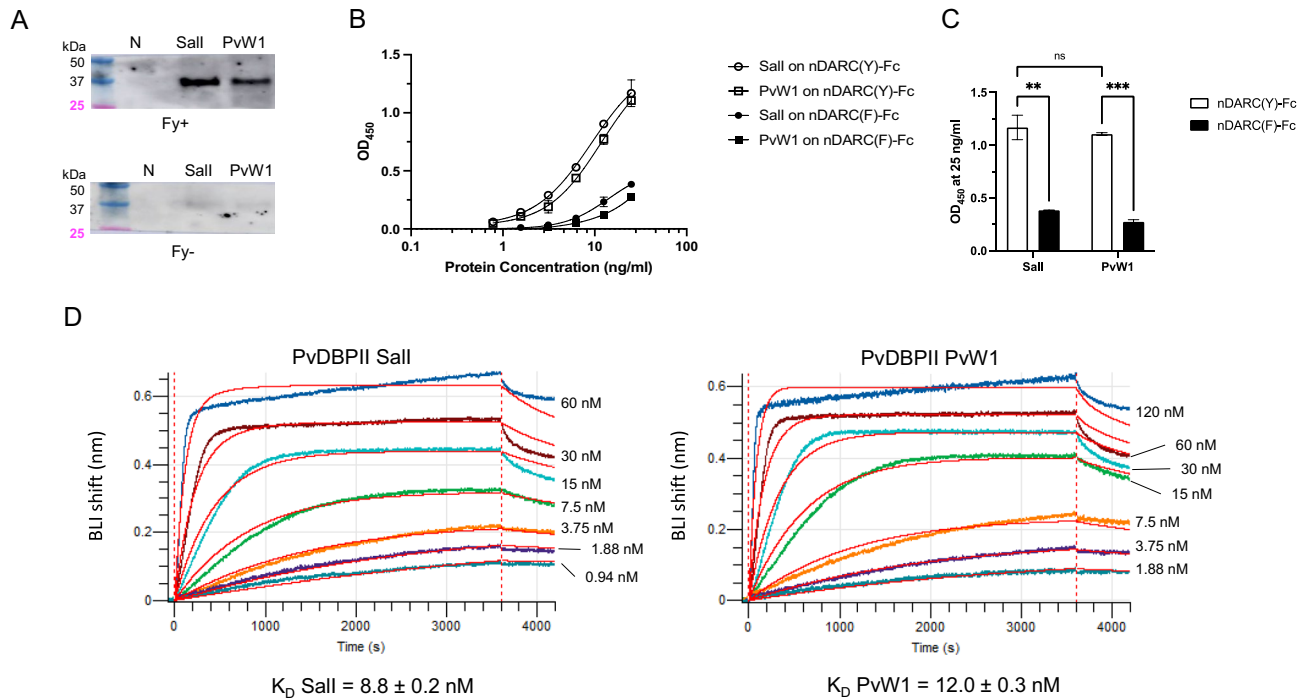 A
kDa
N SalI PvW1
50
37
25
Fy+
kDa
N SalI PvW1
50
37
25
Fy-
B
1.5
1.0
0.5
0.0
OD450
0.1 1 10 100
Protein Concentration (ng/ml)
SalI on nDARC(Y)-Fc
PvW1 on nDARC(Y)-Fc
SalI on nDARC(F)-Fc
PvW1 on nDARC(F)-Fc
C
ns
** ***
1.5
1.0
0.5
0.0
OD450 at 25 ng/ml
SalI PvW1
nDARC(Y)-Fc
nDARC(F)-Fc
D
PvDBPII SalI
BLI shift (nm)
0.6
0.4
0.2
0
0 1000 2000 3000 4000
Time (s)
60 nM
30 nM
15 nM
7.5 nM
3.75 nM
1.88 nM
0.94 nM
KD SalI = 8.8 ± 0.2 nM
PvDBPII PvW1
BLI shift (nm)
0.6
0.4
0.2
0
0 1000 2000 3000 4000
Time (s)
120 nM
60 nM
30 nM
15 nM
7.5 nM
3.75 nM
1.88 nM
KD PvW1 = 12.0 ± 0.3 nM